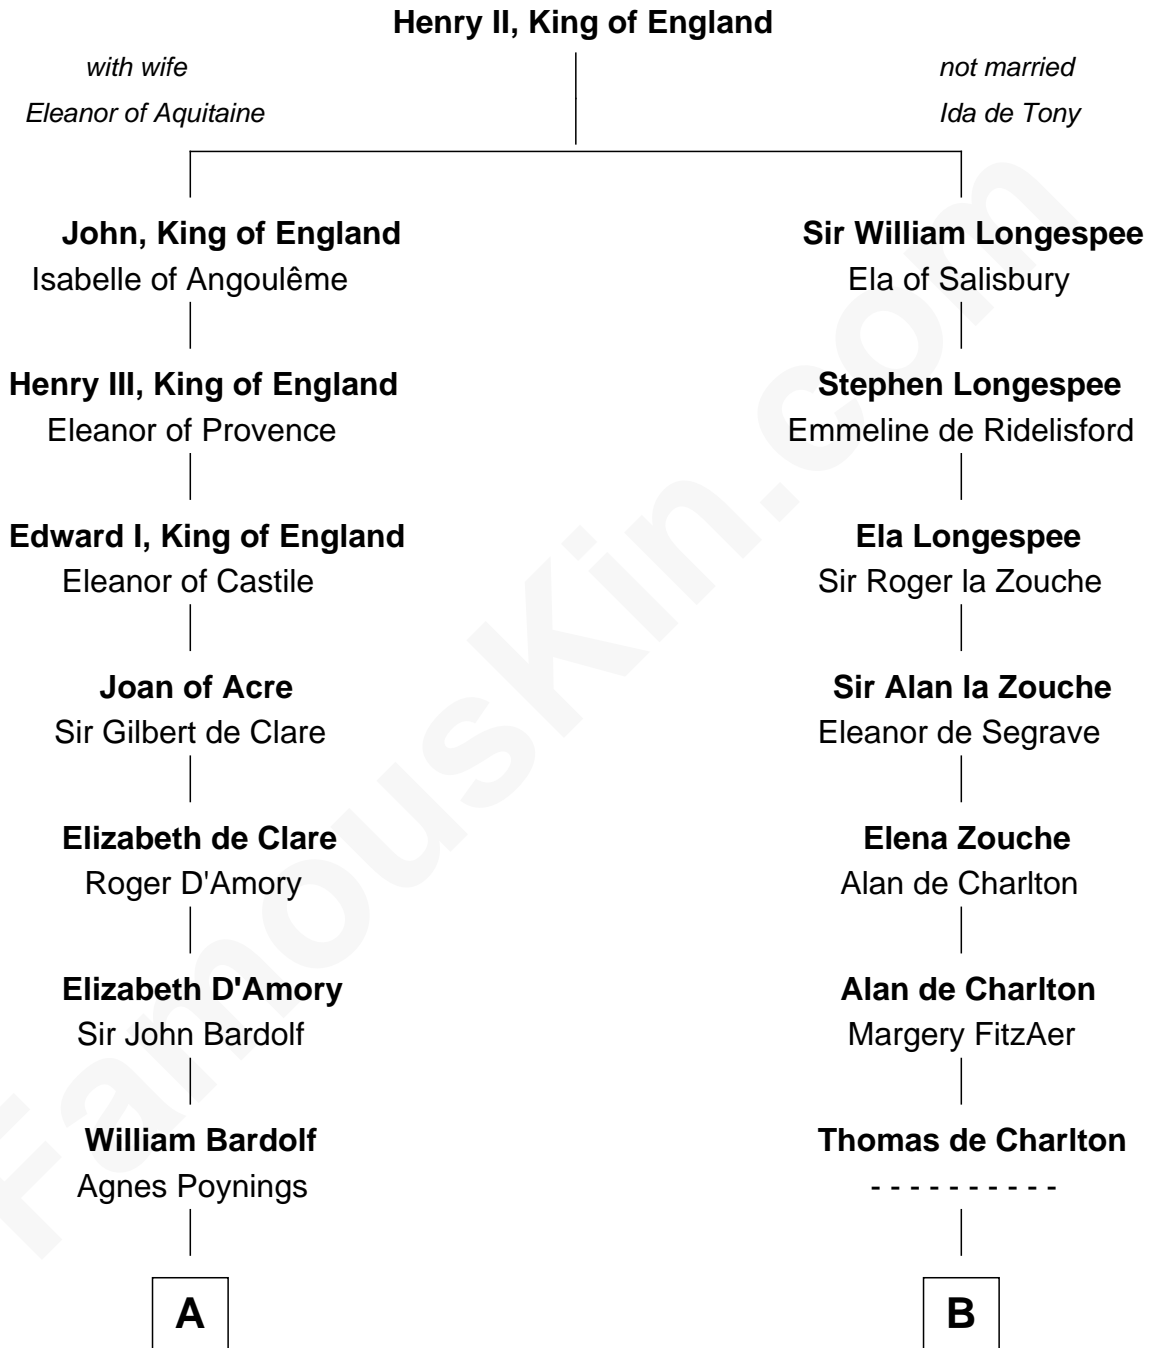 Henry II, King of England
with wife
Eleanor of Aquitaine
not married
Ida de Tony
John, King of England
Isabelle of Angoulême
Sir William Longespee
Ela of Salisbury
Henry III, King of England
Eleanor of Provence
Stephen Longespee
Emmeline de Ridelisford
Edward I, King of England
Eleanor of Castile
Ela Longespee
Sir Roger la Zouche
Joan of Acre
Sir Gilbert de Clare
Sir Alan la Zouche
Eleanor de Segrave
Elizabeth de Clare
Roger D'Amory
Elena Zouche
Alan de Charlton
Elizabeth D'Amory
Sir John Bardolf
Alan de Charlton
Margery FitzAer
William Bardolf
Agnes Poynings
Thomas de Charlton
- - - - - - - - - -
A
B
FamousKin.com